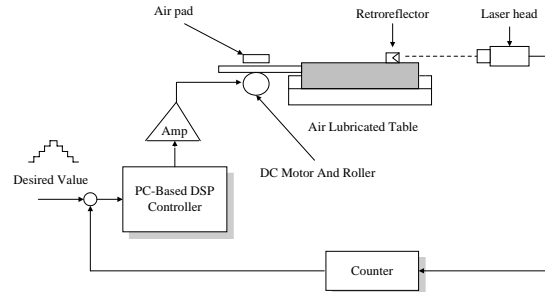 Air pad
Retroreflector
Laser head
Amp
Air Lubricated Table
DC Motor And Roller
Desired Value
PC-Based DSP
Controller
Counter